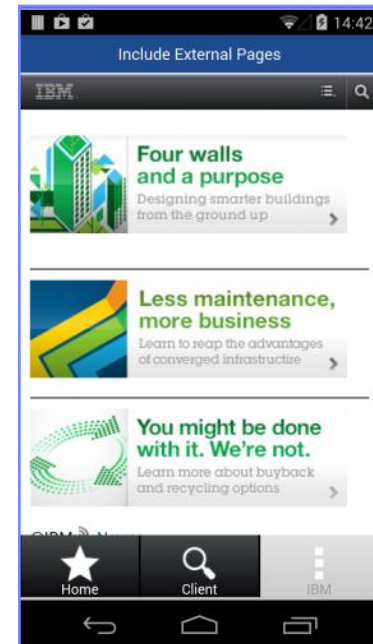 14:42
Include External Pages
IBM
Four walls
and a purpose
Designing smarter buildings
from the ground up
Less maintenance,
more business
Learn to reap the advantages
of converged infrastructire
You might be done
with it. We're not.
Learn more about buyback
and recycling options
Home Client IBM